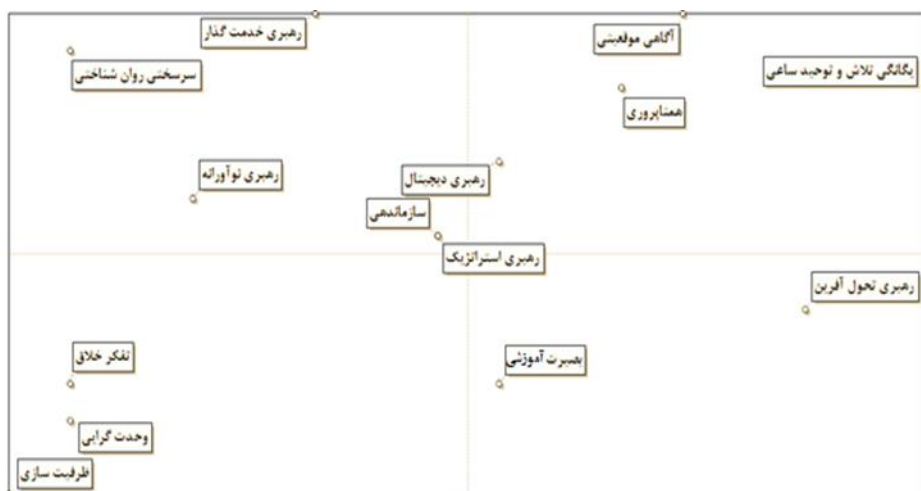 رهبری خدمت گذار
آگاهی موقعیتی
سرسختی روان شناختی
یگانگی تلاش و توحید ساعی
همتاپروری
رهبری نوآورانه
رهبری دیجیتال
سازماندهی
رهبری استراتژیک
رهبری تحول آفرین
تفکر خلاق
بصیرت آموزشی
وحدت گرایی
ظرفیت سازی